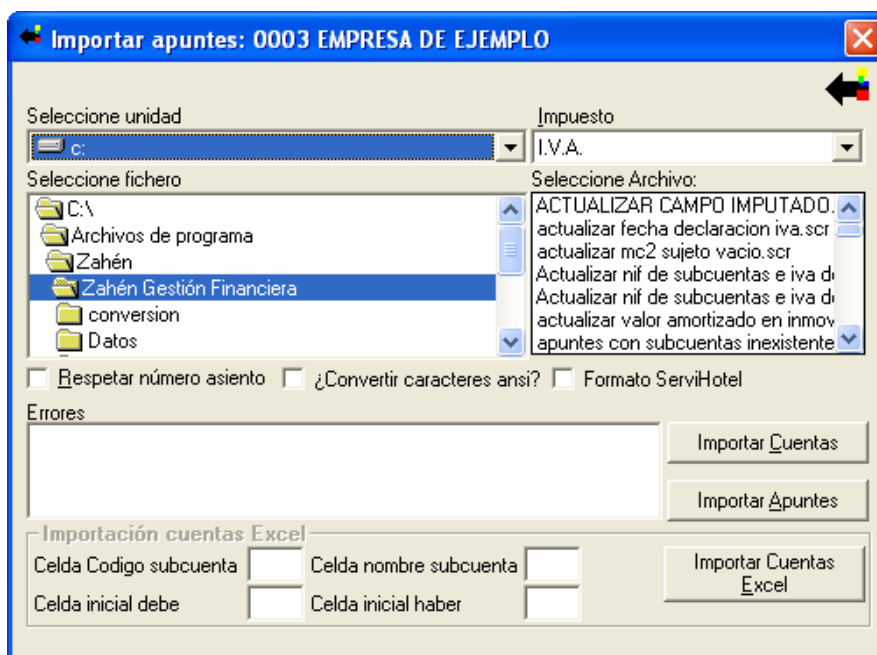 Importar apuntes: 0003 EMPRESA DE EJEMPLO
Seleccione unidad
Impuesto
c:
I.V.A.
Seleccione fichero
Seleccione Archivo:
C:\
Archivos de programa
Zahén
Zahén Gestión Financiera
conversion
Datos
ACTUALIZAR CAMPO IMPUTADO.
actualizar fecha declaracion iva.scr
actualizar mc2 sujeto vacio.scr
Actualizar nif de subcuentas e iva d
Actualizar nif de subcuentas e iva d
actualizar valor amortizado en inmov
apuntes con subcuentas inexistente
Respetar número asiento
¿Convertir caracteres ansi?
Formato ServiHotel
Errores
Importar Cuentas
Importar Apuntes
Importación cuentas Excel
Celda Codigo subcuenta
Celda nombre subcuenta
Celda inicial debe
Celda inicial haber
Importar Cuentas
Excel